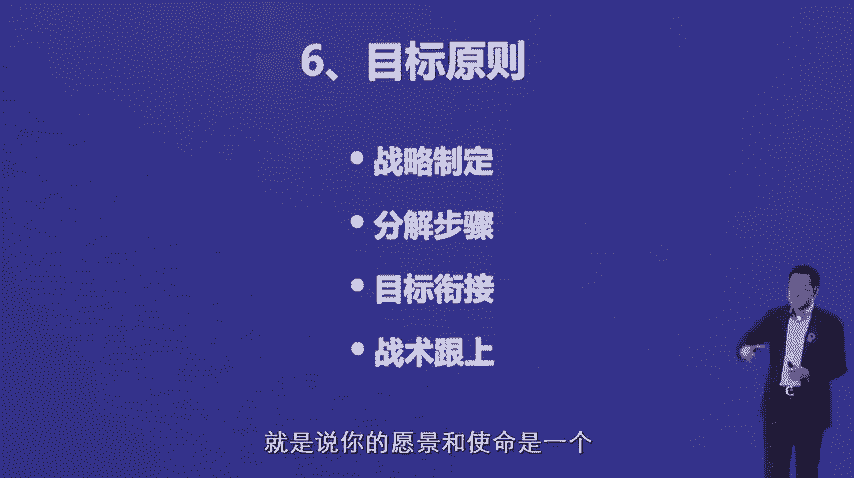 6、目标原则
• 战略制定
• 分解步骤
• 目标衔接
• 战术跟上
就是说你的愿景和使命是一个